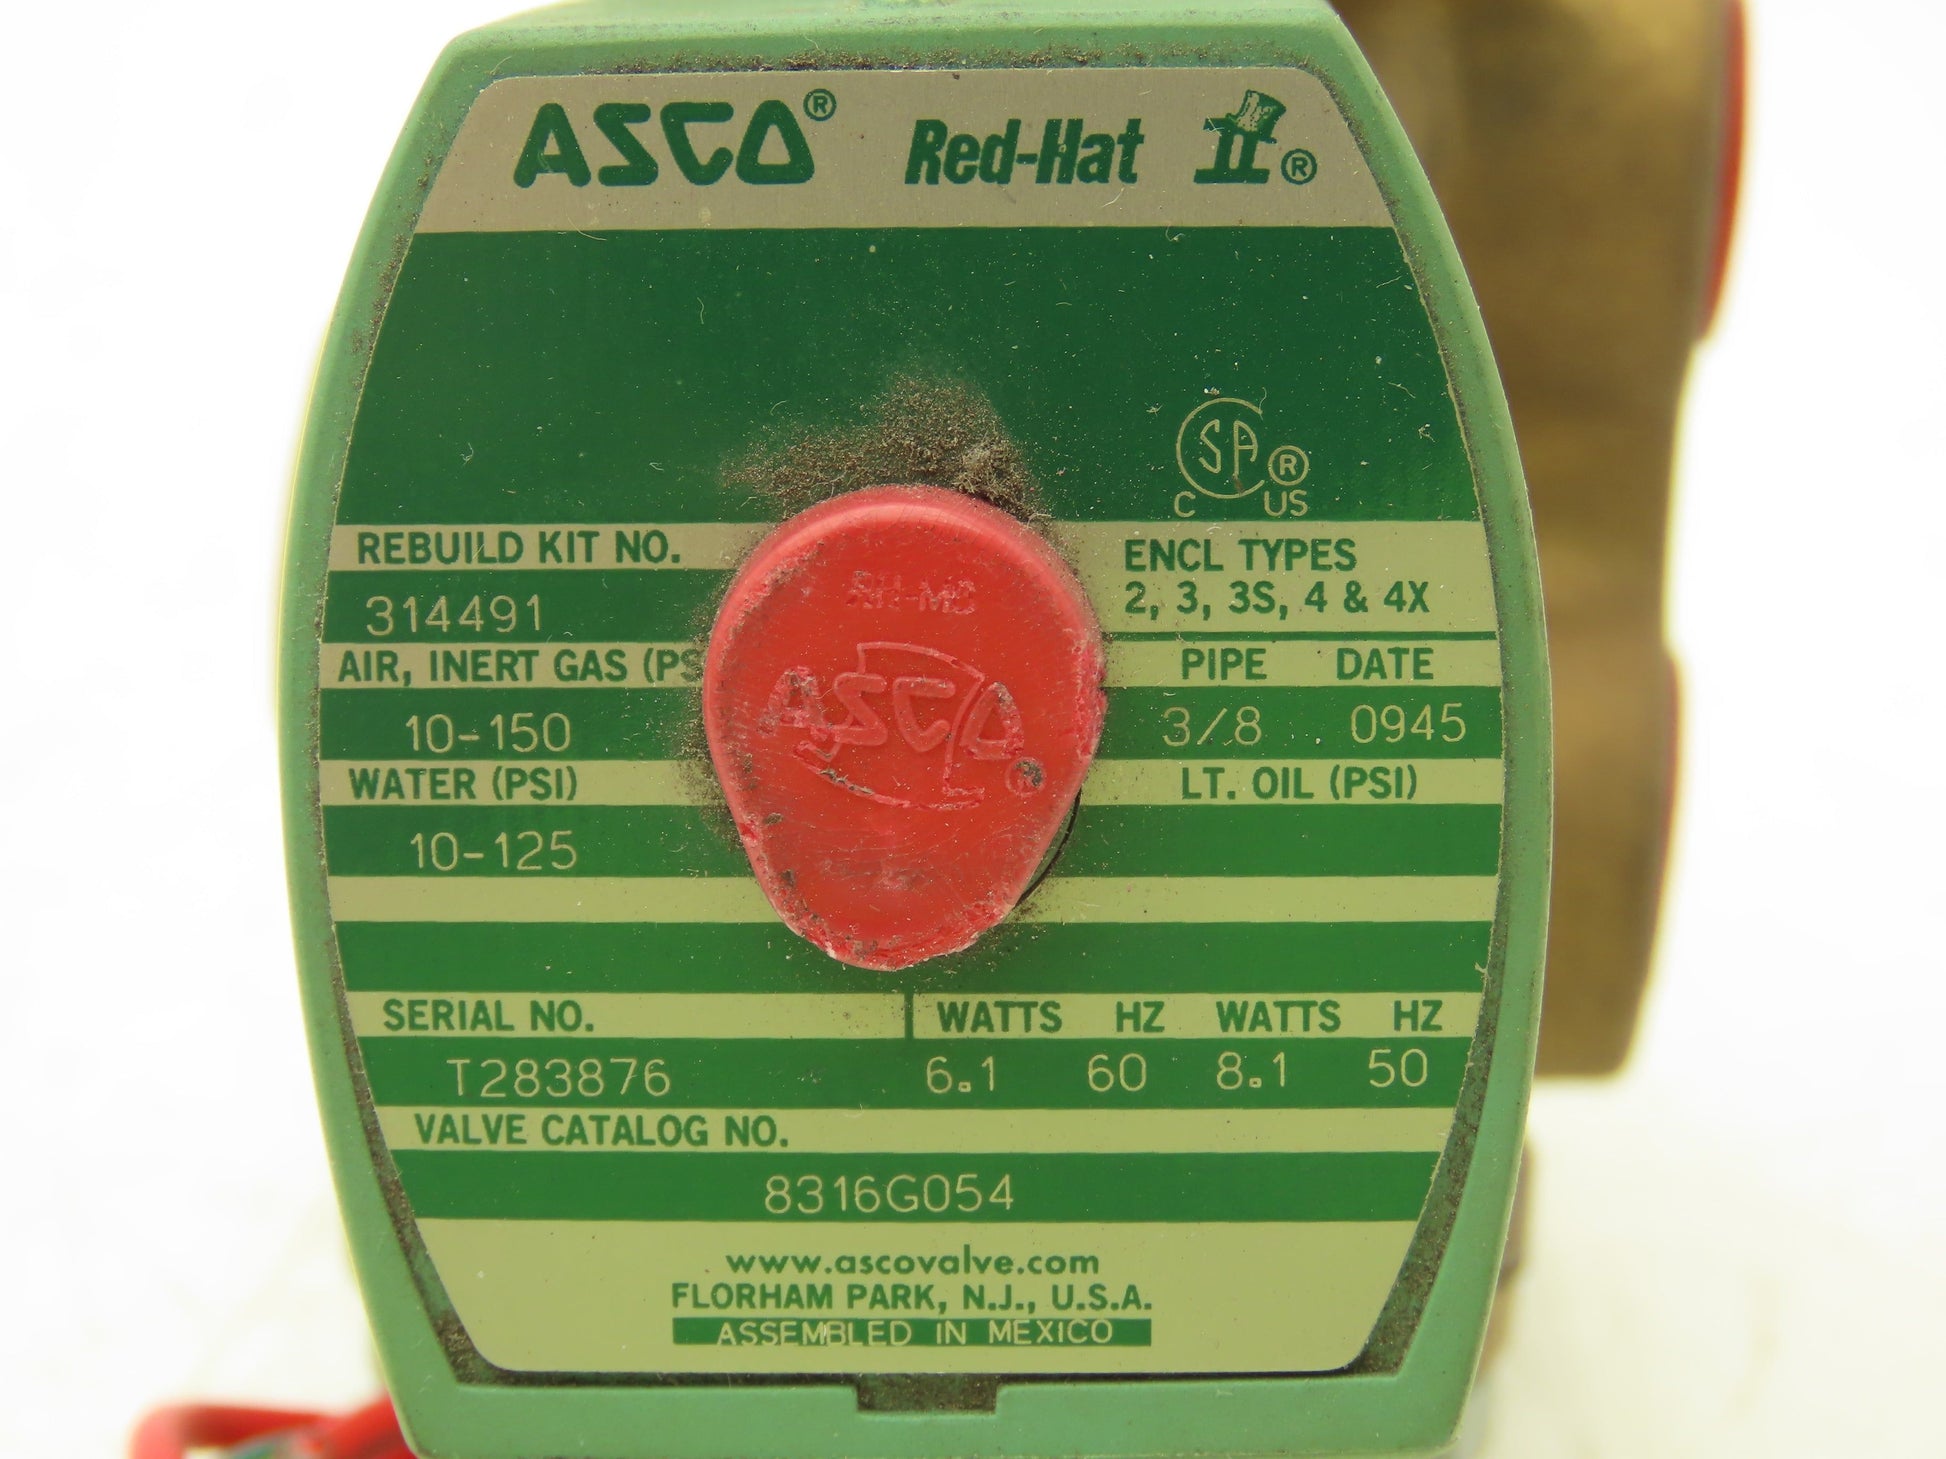 ASCO® Red-Hat II®
C SA® US
REBUILD KIT NO.
314491
ENCL TYPES
2, 3, 3S, 4 & 4X
AIR, INERT GAS
10-150
PIPE DATE
3/8 0945
WATER (PSI)
10-125
LT. OIL (PSI)
ASCO®
SERIAL NO.
T283876
WATTS HZ WATTS HZ
6.1 60 8.1 50
VALVE CATALOG NO.
8316G054
www.ascovalve.com
FLORHAM PARK, N.J., U.S.A.
ASSEMBLED IN MEXICO